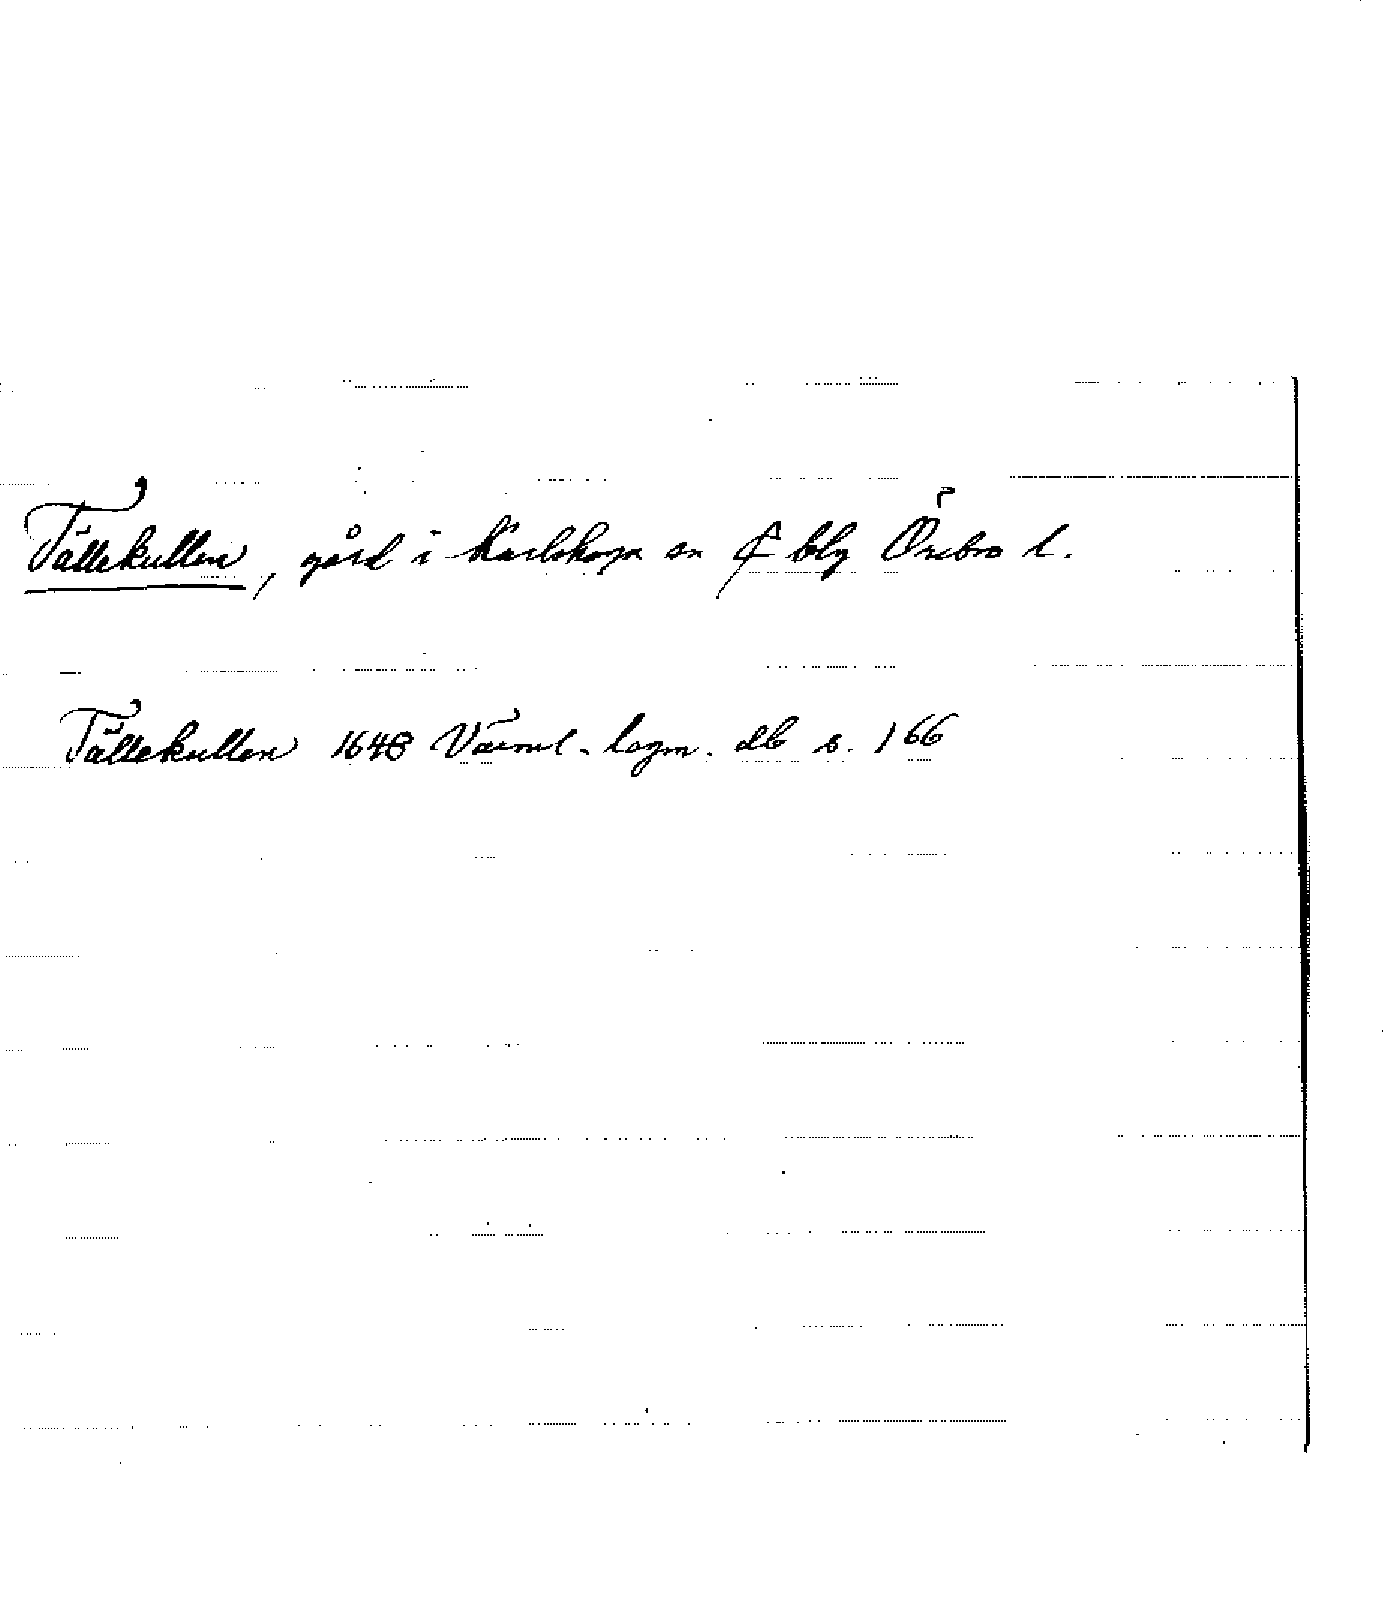 Tällekullen, gård i Karlskoga sn ₵ blg Örebro l.
Tällekullen 1648 Värml. lagm. db s. 166